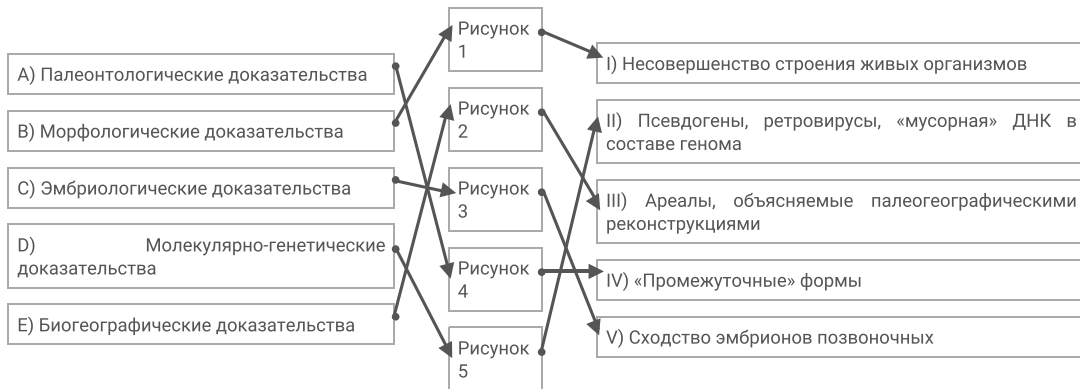 A) Палеонтологические доказательства
B) Морфологические доказательства
C) Эмбриологические доказательства
D) Молекулярно-генетические
доказательства
E) Биогеографические доказательства
Рисунок
1
Рисунок
2
Рисунок
3
Рисунок
4
Рисунок
5
I) Несовершенство строения живых организмов
II) Псевдогены, ретровирусы, «мусорная» ДНК в
составе генома
III) Ареалы, объясняемые палеогеографическими
реконструкциями
IV) «Промежуточные» формы
V) Сходство эмбрионов позвоночных